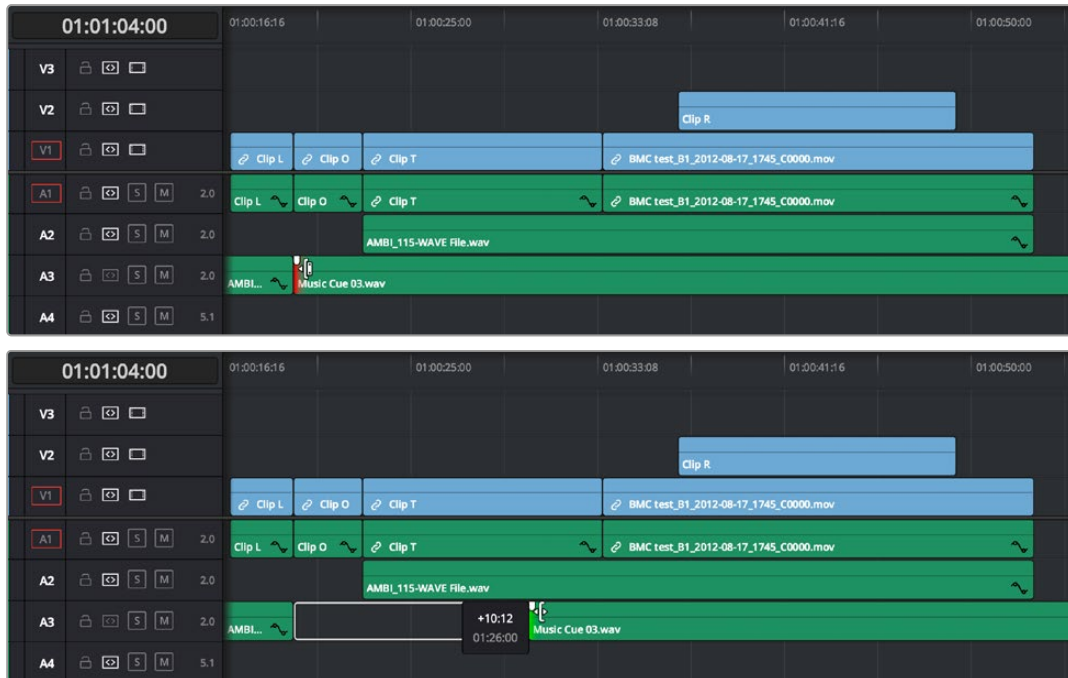 01:01:04:00
01:00:16:16 01:00:25:00 01:00:33:08 01:00:41:16 01:00:50:00
V3
V2
Clip R
V1
Clip L Clip O Clip T BMC test_B1_2012-08-17_1745_C0000.mov
A1 S M 2.0
Clip L Clip O Clip T BMC test_B1_2012-08-17_1745_C0000.mov
A2 S M 2.0
AMBI_115-WAVE File.wav
A3 S M 2.0
AMBI... Music Cue 03.wav
A4 S M 5.1
01:01:04:00
01:00:16:16 01:00:25:00 01:00:33:08 01:00:41:16 01:00:50:00
V3
V2
Clip R
V1
Clip L Clip O Clip T BMC test_B1_2012-08-17_1745_C0000.mov
A1 S M 2.0
Clip L Clip O Clip T BMC test_B1_2012-08-17_1745_C0000.mov
A2 S M 2.0
AMBI_115-WAVE File.wav
A3 S M 2.0
AMBI... +10:12 Music Cue 03.wav
01:26:00
A4 S M 5.1